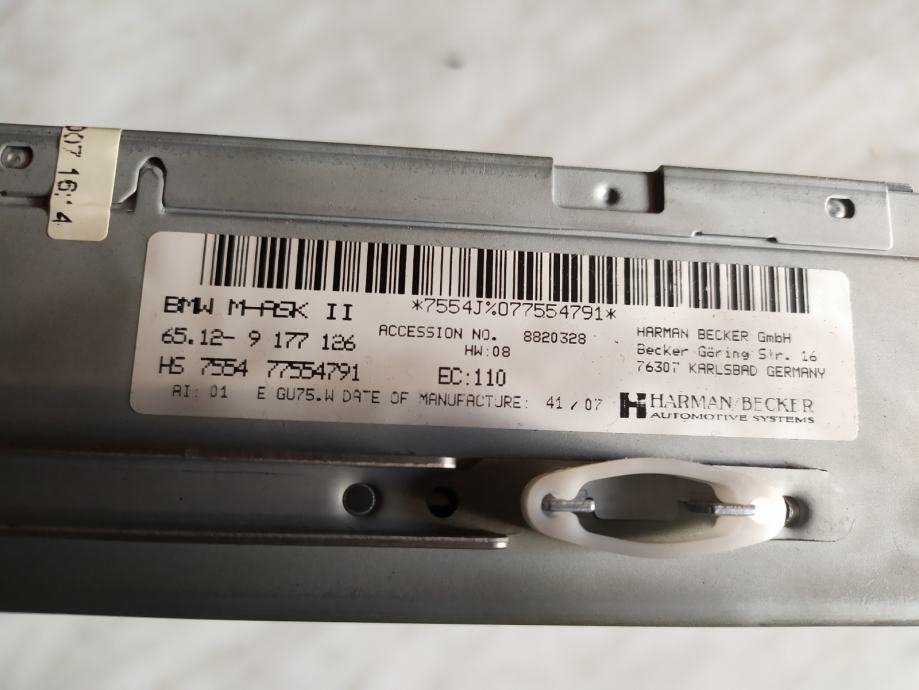 16:
*7554J%077554791*
BMW M-ASK II
65.12- 9 177 126
HS 7554 77554791
ACCESSION NO. 8820328
HW:08
EC:110
AI: 01 E GU75.W DATE OF MANUFACTURE: 41/07
HARMAN BECKER GmbH
Becker Göring Str. 16
76307 KARLSBAD GERMANY
HARMAN/BECKER
AUTOMOTIVE SYSTEMS